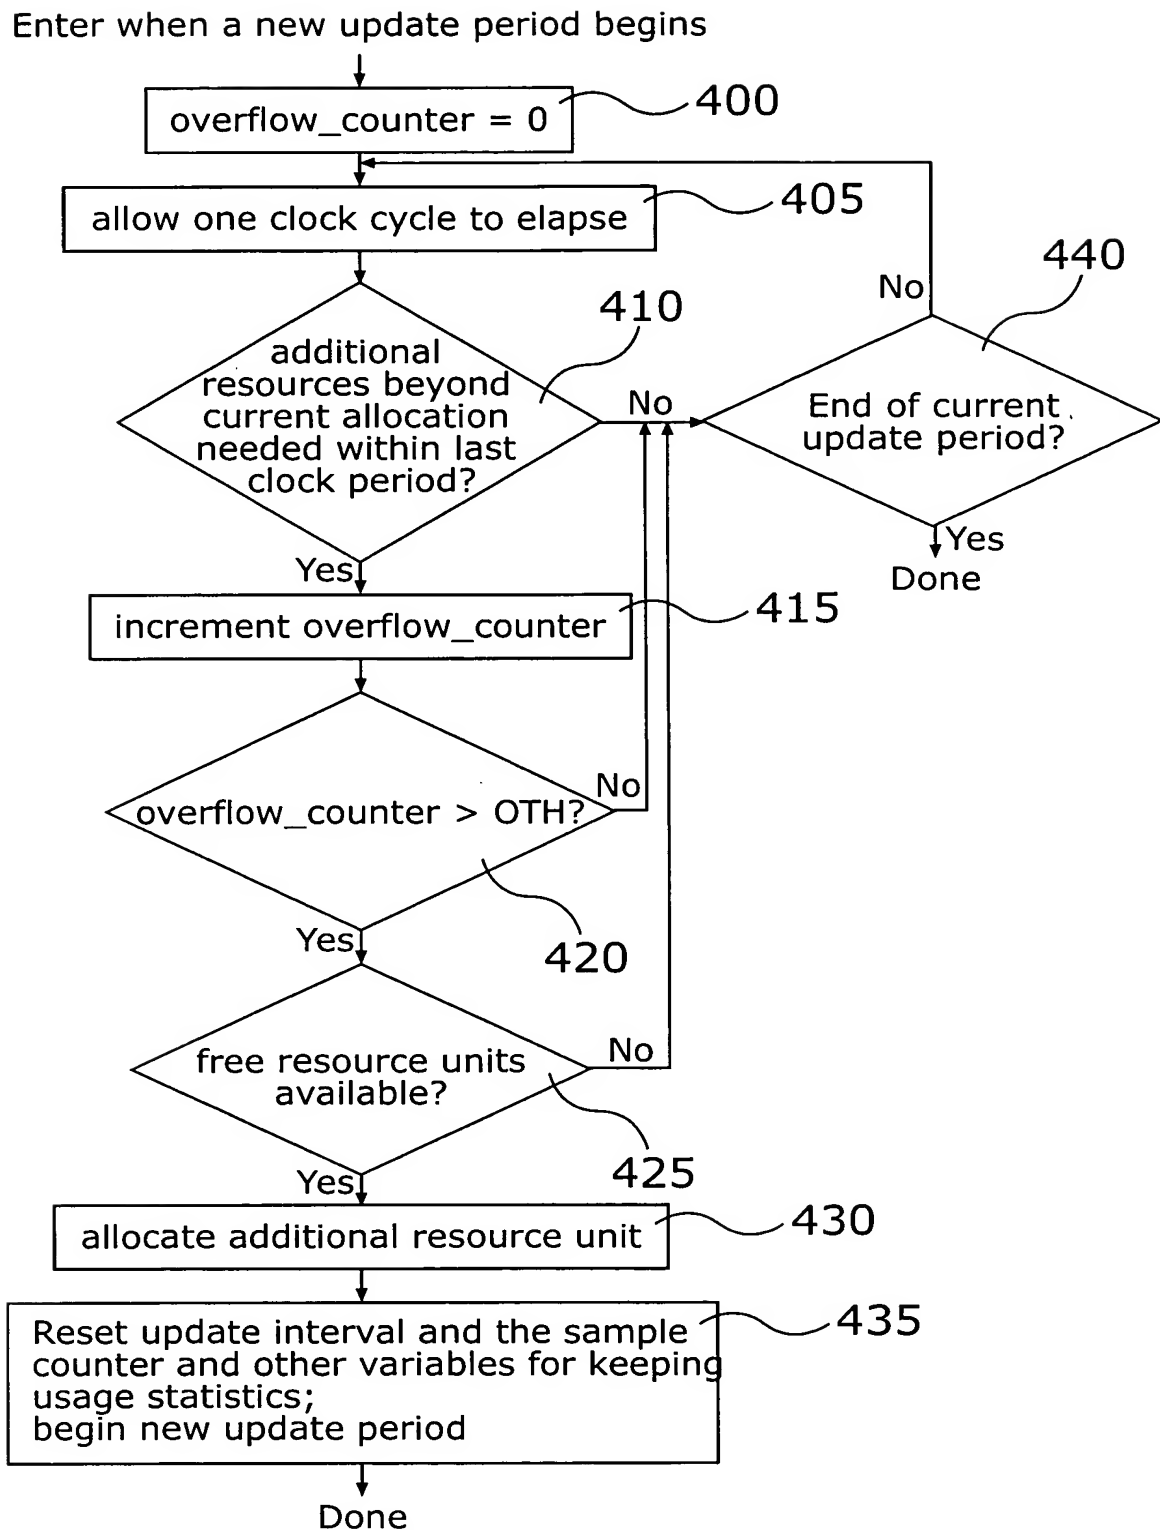 Enter when a new update period begins
overflow_counter = 0
400
allow one clock cycle to elapse
405
440
No
410
additional
resources beyond
current allocation
needed within last
clock period?
No
End of current
update period?
Yes
Done
Yes
increment overflow_counter
415
No
overflow_counter > OTH?
Yes
420
free resource units
available?
No
425
Yes
allocate additional resource unit
430
Reset update interval and the sample
counter and other variables for keeping
usage statistics;
begin new update period
435
Done